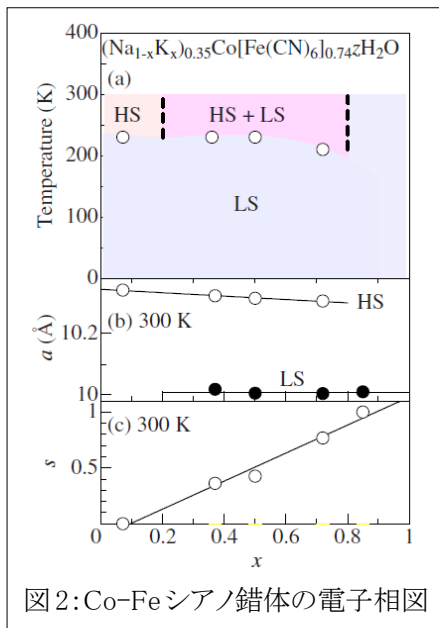 400
(Na1-xKx)0.35Co[Fe(CN)6]0.74zH2O
(a)
300
HS
HS + LS
200
LS
100
0
Temperature (K)
HS
10.2
(b) 300 K
LS
10
a (Å)
1
(c) 300 K
0.5
s
0
0.2
0.4
0.6
0.8
1
x
図2:Co-Feシアノ錯体の電子相図